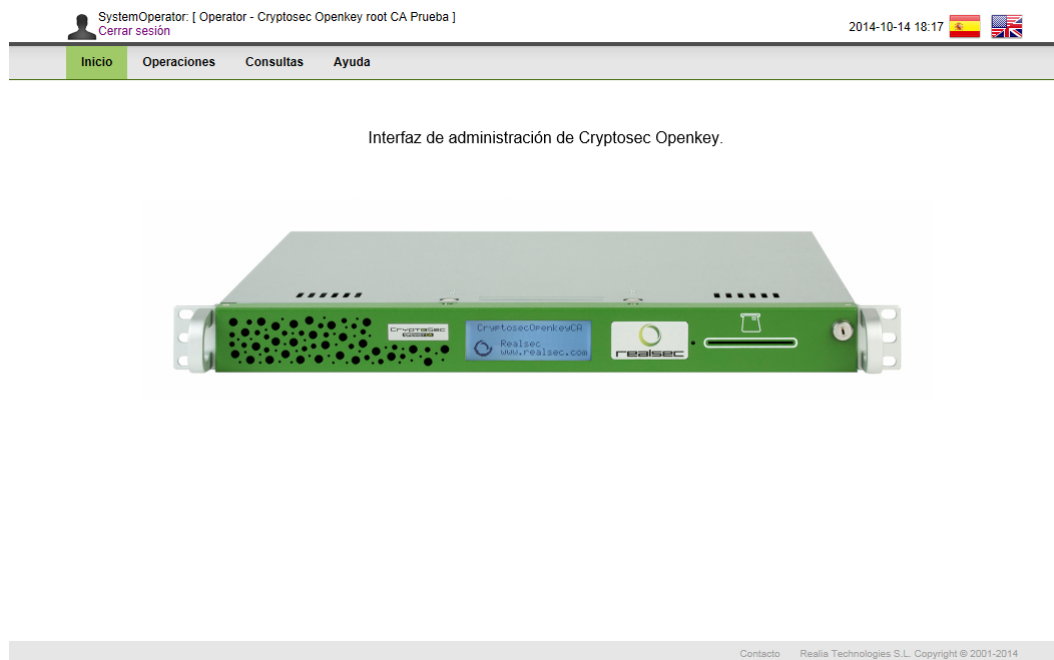 SystemOperator: [ Operator - Cryptosec Openkey root CA Prueba ]
Cerrar sesión
2014-10-14 18:17
Inicio Operaciones Consultas Ayuda
Interfaz de administración de Cryptosec Openkey.
CryptoSec
CryptosecOpenkeyCA
Realsec
www.realsec.com
realsec
Contacto Realia Technologies S.L. Copyright © 2001-2014